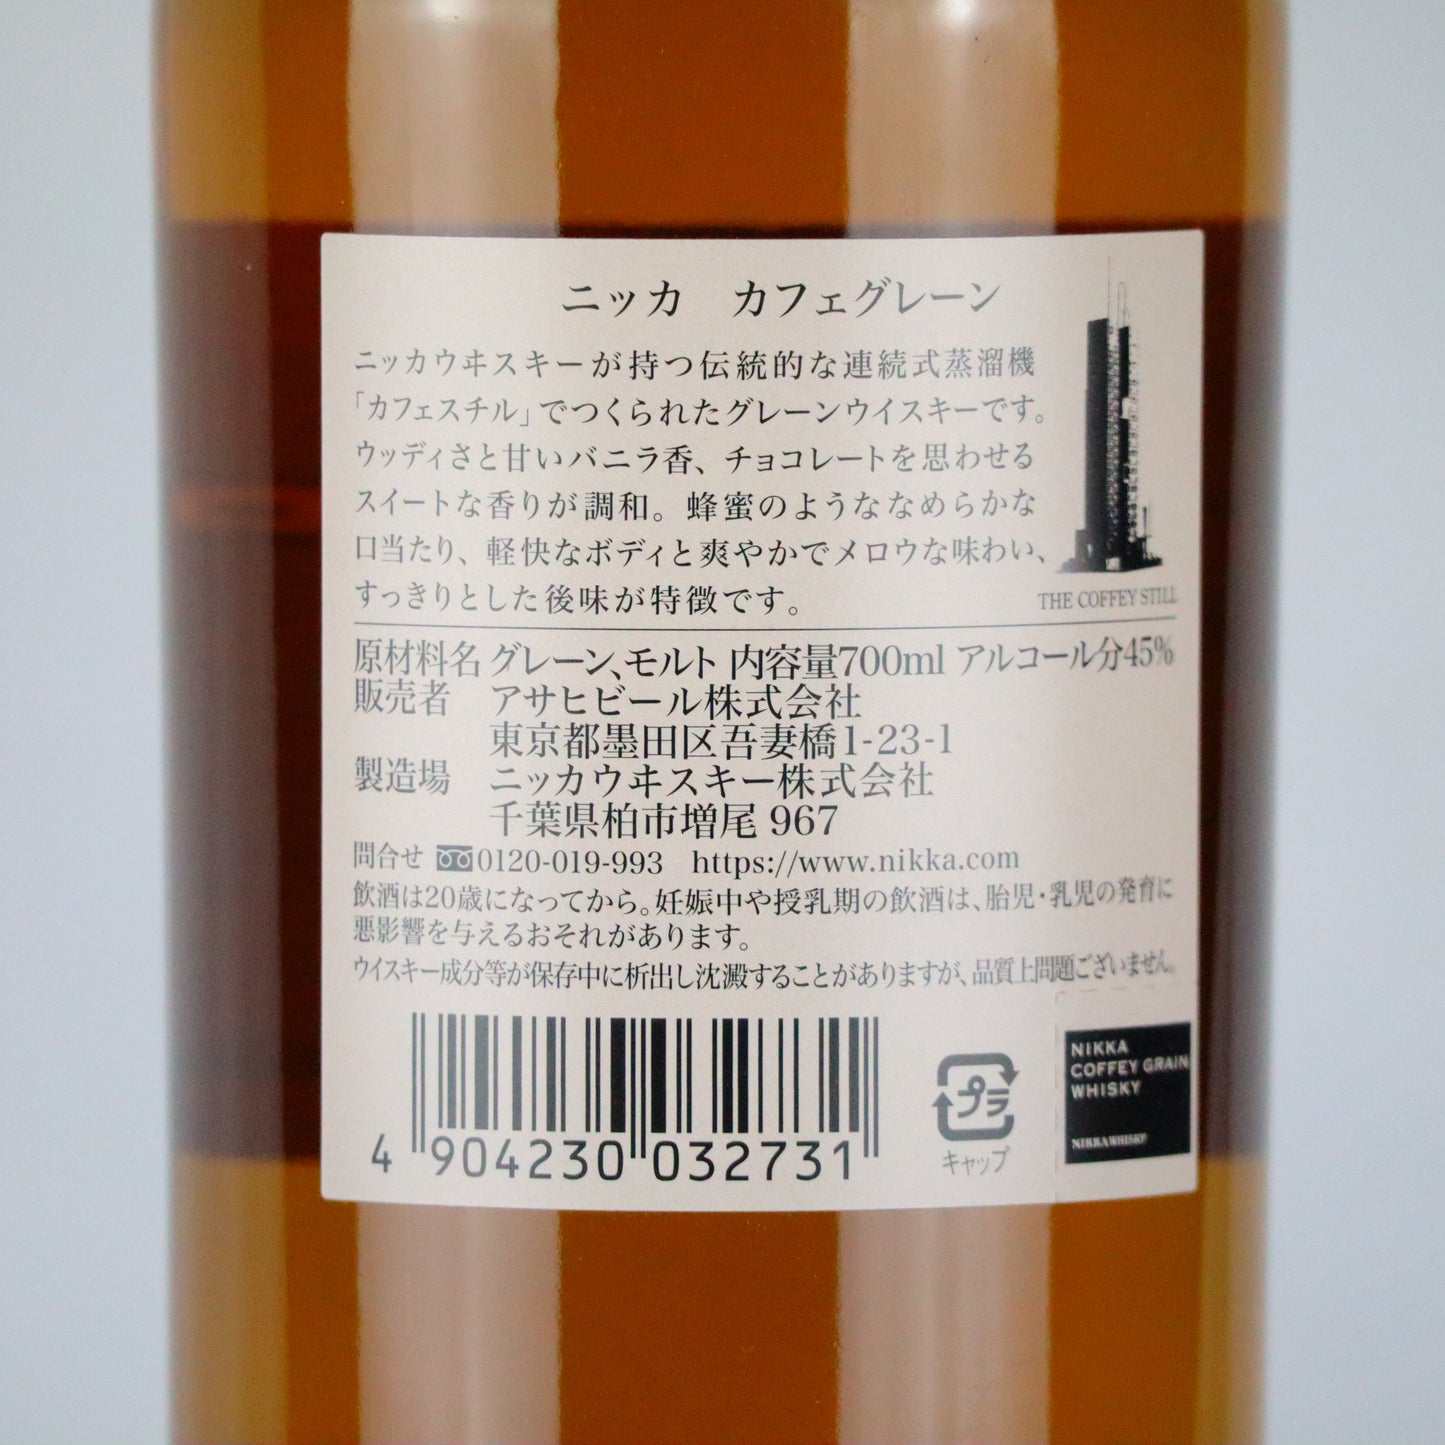 ニッカ　カフェグレーン
ニッカウヰスキーが持つ伝統的な連続式蒸溜機
「カフェスチル」でつくられたグレーンウイスキーです。
ウッディさと甘いバニラ香、チョコレートを思わせる
スイートな香りが調和。蜂蜜のようななめらかな
口当たり、軽快なボディと爽やかでメロウな味わい、
すっきりとした後味が特徴です。
THE COFFEY STILL
原材料名 グレーン、モルト 内容量700ml アルコール分45%
販売者 アサヒビール株式会社
東京都墨田区吾妻橋1-23-1
製造場 ニッカウヰスキー株式会社
千葉県柏市増尾 967
問合せ 0120-019-993 https://www.nikka.com
飲酒は20歳になってから。妊娠中や授乳期の飲酒は、胎児・乳児の発育に
悪影響を与えるおそれがあります。
ウイスキー成分等が保存中に析出し沈澱することがありますが、品質上問題ございません。
4 904230 032731
プラ
キャップ
NIKKA
COFFEY GRAIN
WHISKY
NIKKA WHISKY